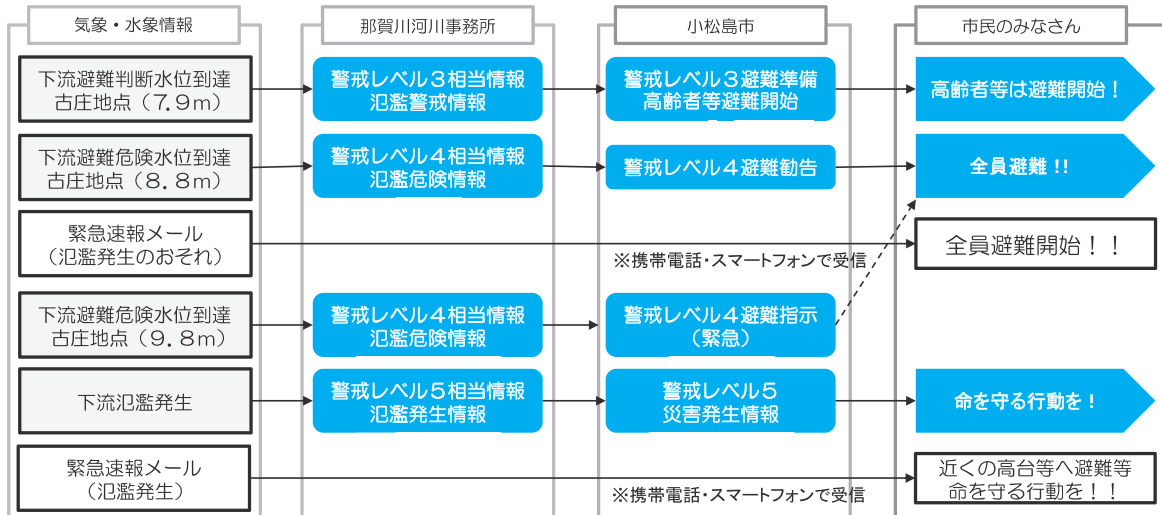 気象・水象情報
那賀川河川事務所
小松島市
市民のみなさん
下流避難判断水位到達
古庄地点（7.9m）
警戒レベル3相当情報
氾濫警戒情報
警戒レベル3避難準備
高齢者等避難開始
高齢者等は避難開始！
下流避難危険水位到達
古庄地点（8.8m）
警戒レベル4相当情報
氾濫危険情報
警戒レベル4避難勧告
全員避難！！
緊急速報メール
（氾濫発生のおそれ）
※携帯電話・スマートフォンで受信
全員避難開始！！
下流避難危険水位到達
古庄地点（9.8m）
警戒レベル4相当情報
氾濫危険情報
警戒レベル4避難指示
（緊急）
下流氾濫発生
警戒レベル5相当情報
氾濫発生情報
警戒レベル5
災害発生情報
命を守る行動を！
緊急速報メール
（氾濫発生）
※携帯電話・スマートフォンで受信
近くの高台等へ避難等
命を守る行動を！！